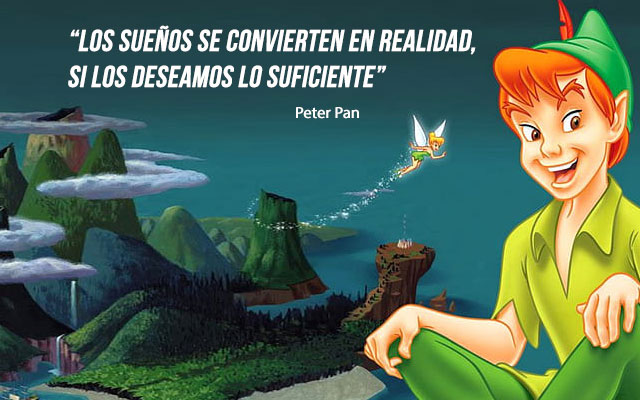 “LOS SUEÑOS SE CONVIERTEN EN REALIDAD,
SI LOS DESEAMOS LO SUFICIENTE”
Peter Pan